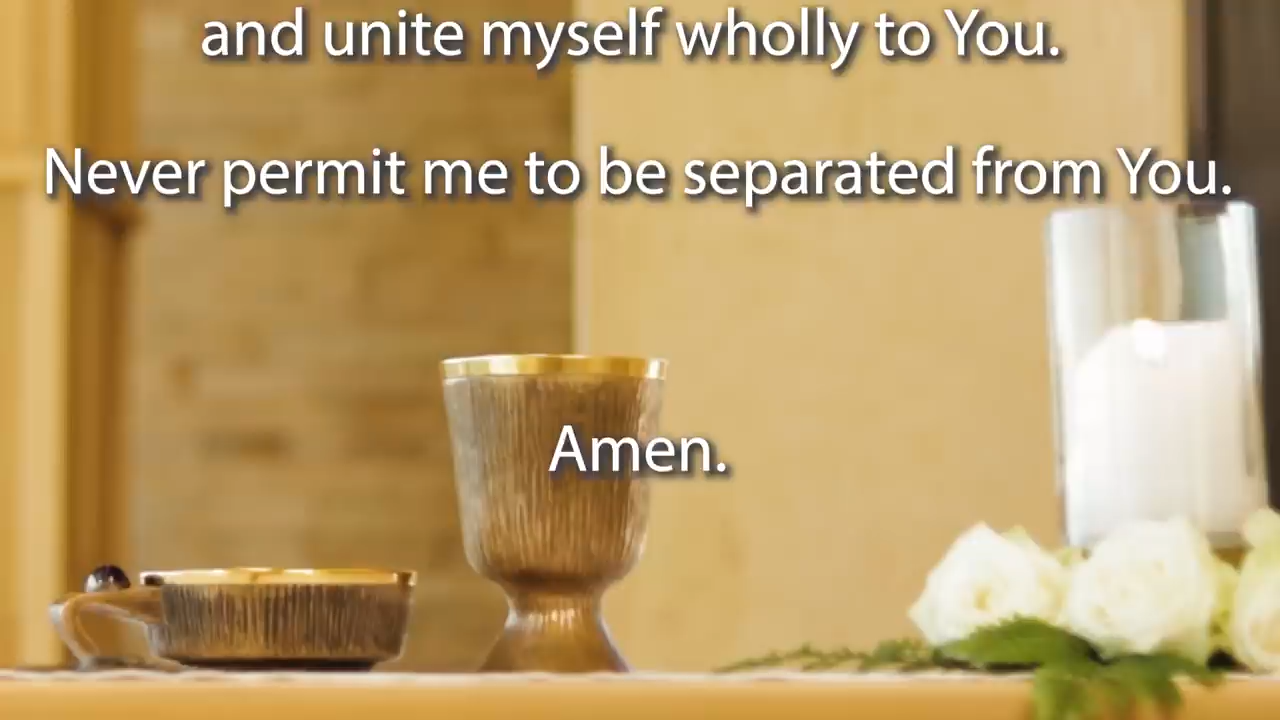 and unite myself wholly to You.
Never permit me to be separated from You.
Amen.